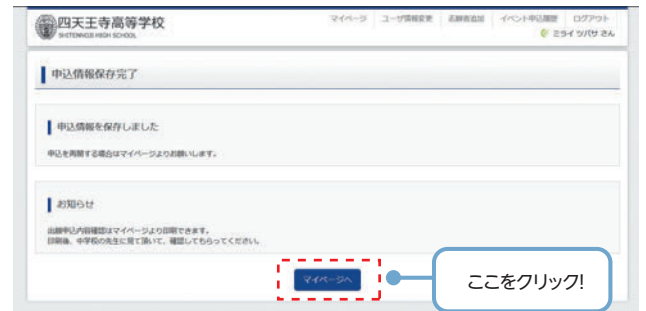 四天王寺高等学校
SHITENNOJI HIGH SCHOOL
マイページ ユーザ情報変更 志願者追加 イベント申込履歴 ログアウト
ミライ ツバサ さん
申込情報保存完了
申込情報を保存しました
申込を再開する場合はマイページよりお願いします。
お知らせ
出願申込内容確認はマイページより印刷できます。
印刷後、中学校の先生に見て頂いて、確認してもらってください。
マイページへ
ここをクリック!